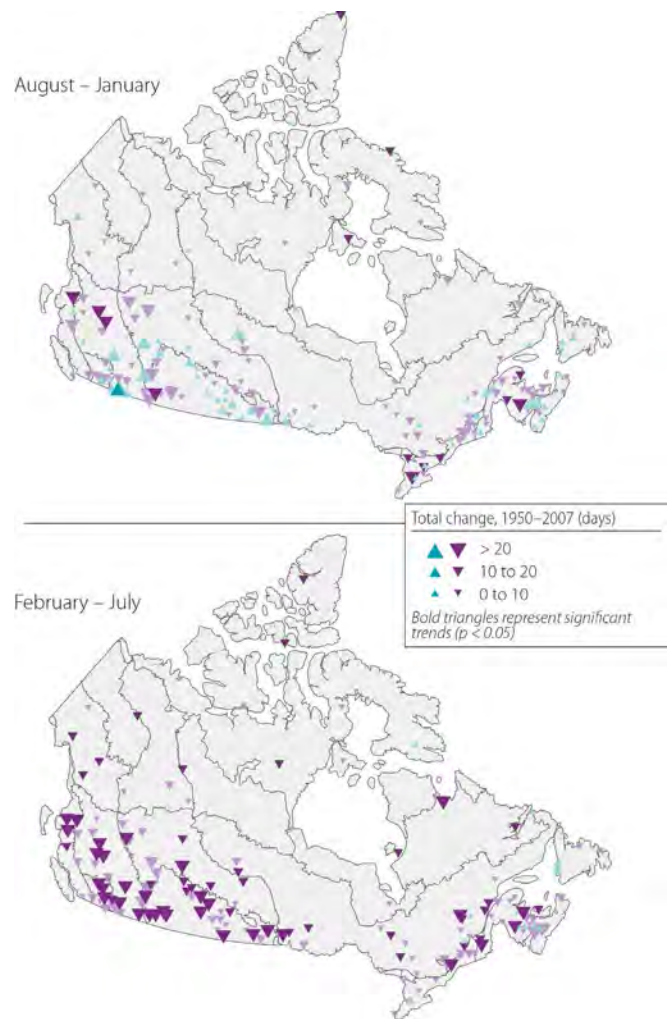 August – January
Total change, 1950–2007 (days)
> 20
10 to 20
0 to 10
Bold triangles represent significant
trends (p < 0.05)
February – July